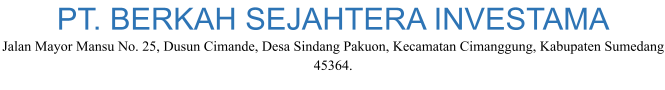 PT. BERKAH SEJAHTERA INVESTAMA
Jalan Mayor Mansu No. 25, Dusun Cimande, Desa Sindang Pakuon, Kecamatan Cimanggung, Kabupaten Sumedang
45364.